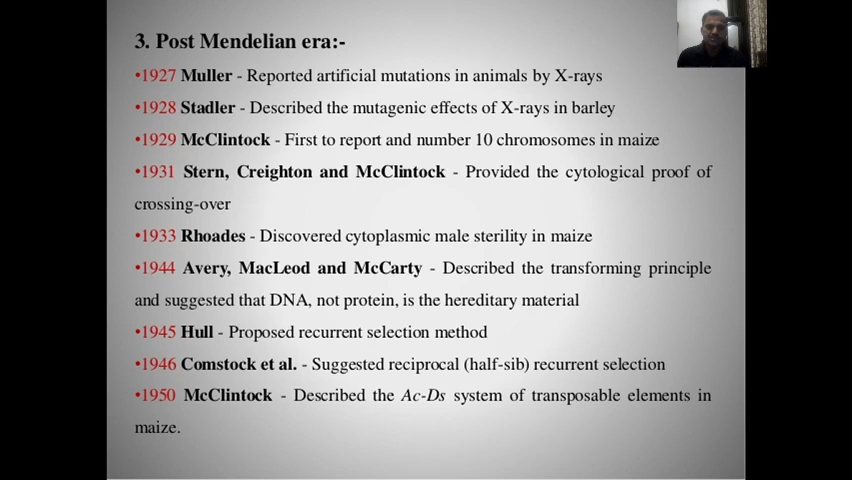 3. Post Mendelian era:-
•1927 Muller - Reported artificial mutations in animals by X-rays
•1928 Stadler - Described the mutagenic effects of X-rays in barley
•1929 McClintock - First to report and number 10 chromosomes in maize
•1931 Stern, Creighton and McClintock - Provided the cytological proof of
crossing-over
•1933 Rhoades - Discovered cytoplasmic male sterility in maize
•1944 Avery, MacLeod and McCarty - Described the transforming principle
and suggested that DNA, not protein, is the hereditary material
•1945 Hull - Proposed recurrent selection method
•1946 Comstock et al. - Suggested reciprocal (half-sib) recurrent selection
•1950 McClintock - Described the Ac-Ds system of transposable elements in
maize.